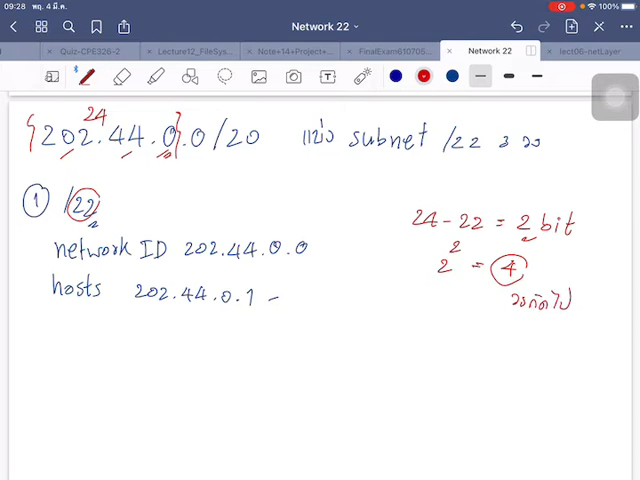 09:28 พฤ. 4 มี.ค. 100%
Network 22
Quiz-CPE326-2 Lecture12_FileSys... Note+14+Project+... FinalExam610705... Network 22 lect06-netLayer
24
202.44.0.0/20 แบ่ง subnet /22 3 วง
1 /22
24-22 = 2 bit
network ID 202.44.0.0
2² = 4
hosts 202.44.0.1 -
วงถัดไป